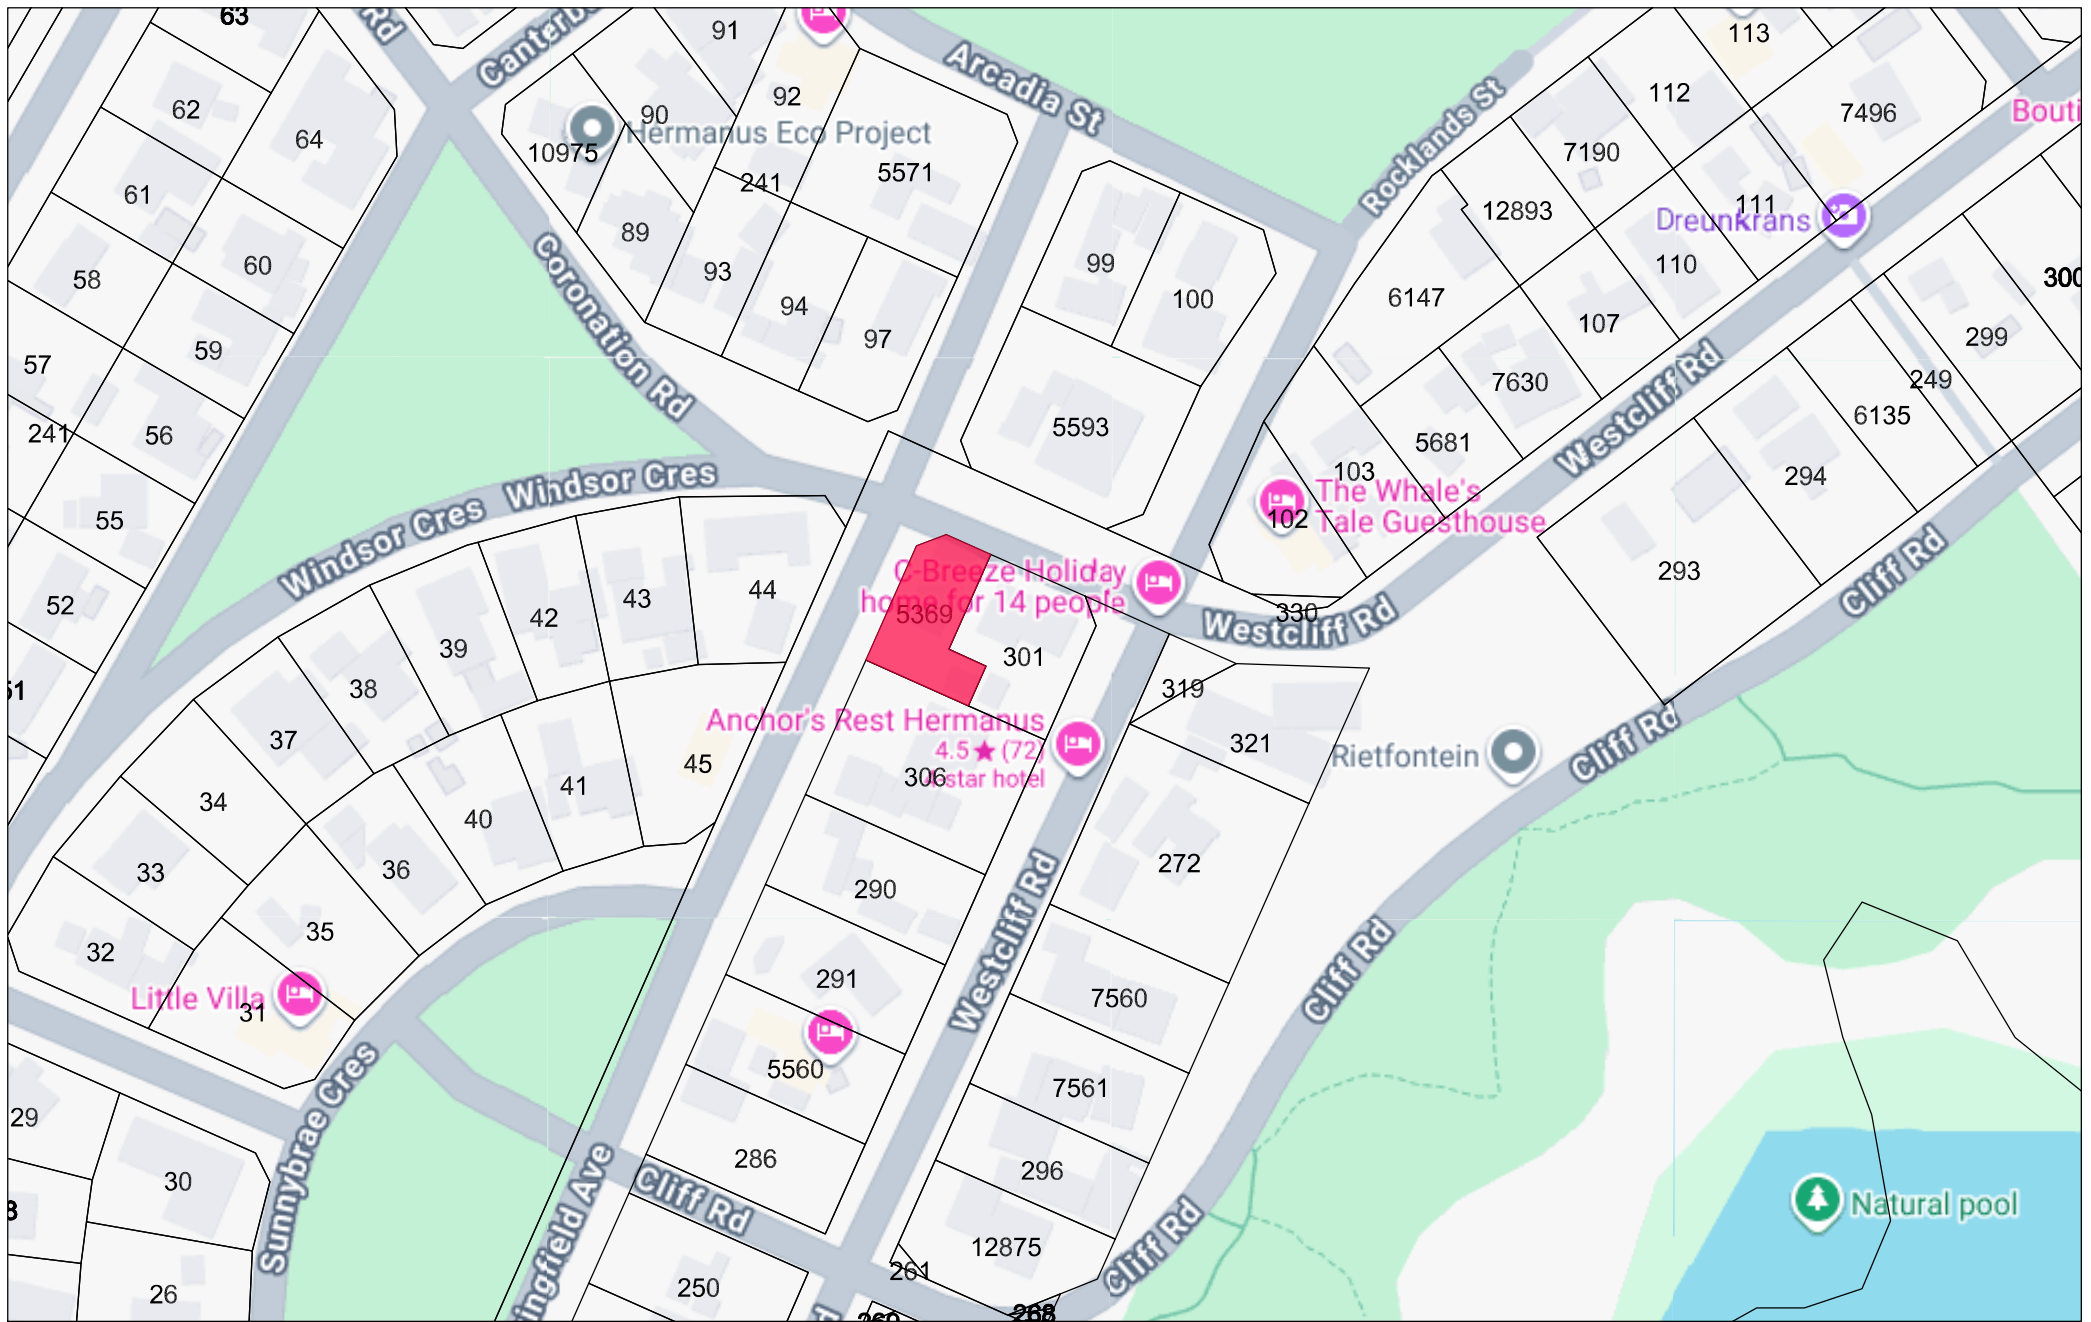 63
Rd
Canterb
91
113
92
Arcadia St
112
7496
62
90
Rocklands St
Bouti
64
Hermanus Eco Project
10975
7190
5571
241
61
12893
111
Dreunkrans
89
99
110
60
93
100
300
58
6147
94
Coronation Rd
107
299
97
59
57
7630
249
Westcliff Rd
6135
241
56
5593
5681
103
294
Windsor Cres
Windsor Cres
The Whale's
102
Tale Guesthouse
55
293
Cliff Rd
C-Breeze Holiday
home for 14 people
44
43
42
52
5369
330
Westcliff Rd
39
301
38
319
51
Anchor's Rest Hermanus
4.5★ (72)
4-star hotel
306
37
321
Rietfontein
Cliff Rd
45
34
41
40
272
33
36
290
35
32
Westcliff Rd
291
Cliff Rd
Little Villa
31
7560
5560
7561
29
Sunnybrae Cres
286
296
30
Cliff Rd
Natural pool
8
12875
Cliff Rd
ingfield Ave
261
250
26
268
269